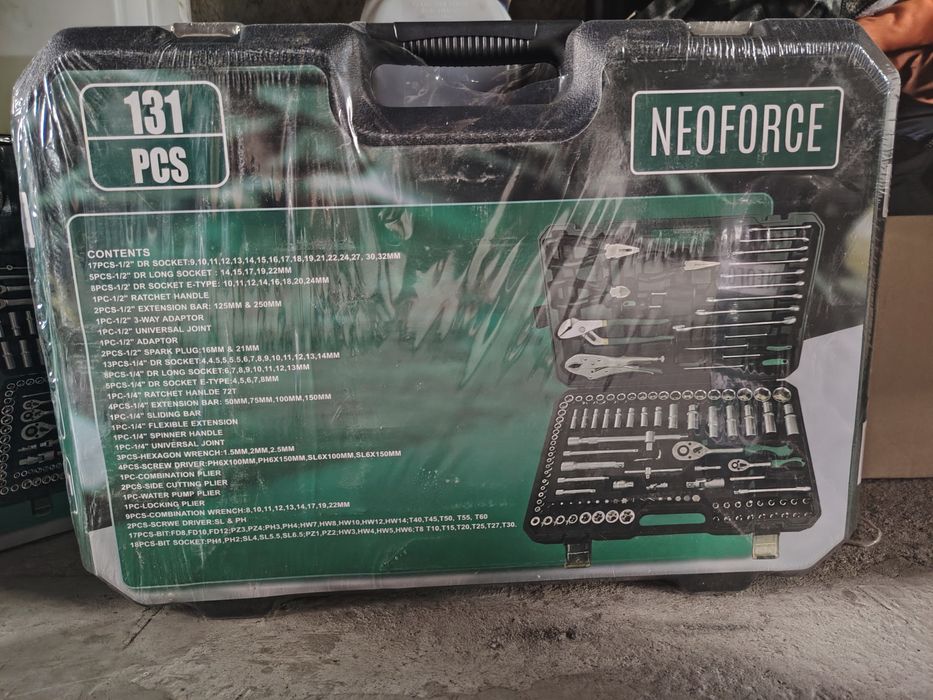 131
PCS
NEOFORCE
CONTENTS
17PCS-1/2" DR SOCKET:9,10,11,12,13,14,15,16,17,18,19,21,22,24,27, 30,32MM
5PCS-1/2" DR LONG SOCKET : 14,15,17,19,22MM
8PCS-1/2" DR SOCKET E-TYPE: 10,11,12,14,16,18,20,24MM
1PC-1/2" RATCHET HANDLE
2PCS-1/2" EXTENSION BAR: 125MM & 250MM
1PC-1/2" 3-WAY ADAPTOR
1PC-1/2" UNIVERSAL JOINT
1PC-1/2" ADAPTOR
2PCS-1/2" SPARK PLUG:16MM & 21MM
13PCS-1/4" DR SOCKET:4,4.5,5,5.5,6,7,8,9,10,11,12,13,14MM
8PCS-1/4" DR LONG SOCKET:6,7,8,9,10,11,12,13MM
5PCS-1/4" DR SOCKET E-TYPE:4,5,6,7,8MM
1PC-1/4" RATCHET HANLDE 72T
4PCS-1/4" EXTENSION BAR: 50MM,75MM,100MM,150MM
1PC-1/4" SLIDING BAR
1PC-1/4" FLEXIBLE EXTENSION
1PC-1/4" SPINNER HANDLE
1PC-1/4" UNIVERSAL JOINT
3PCS-HEXAGON WRENCH:1.5MM,2MM,2.5MM
4PCS-SCREW DRIVER:PH6X100MM,PH6X150MM,SL6X100MM,SL6X150MM
1PC-COMBINATION PLIER
2PCS-SIDE CUTTING PLIER
1PC-WATER PUMP PLIER
1PC-LOCKING PLIER
9PCS-COMBINATION WRENCH:8,10,11,12,13,14,17,19,22MM
2PCS-SCRWE DRIVER:SL & PH
17PCS-BIT:FD8,FD10,FD12;PZ3,PZ4;PH3,PH4;HW7,HW8,HW10,HW12,HW14;T40,T45,T50, T55, T60
18PCS-BIT SOCKET:PH1,PH2;SL4,SL5.5,SL6.5;PZ1,PZ2;HW3,HW4,HW5,HW6;T8 T10,T15,T20,T25,T27,T30.